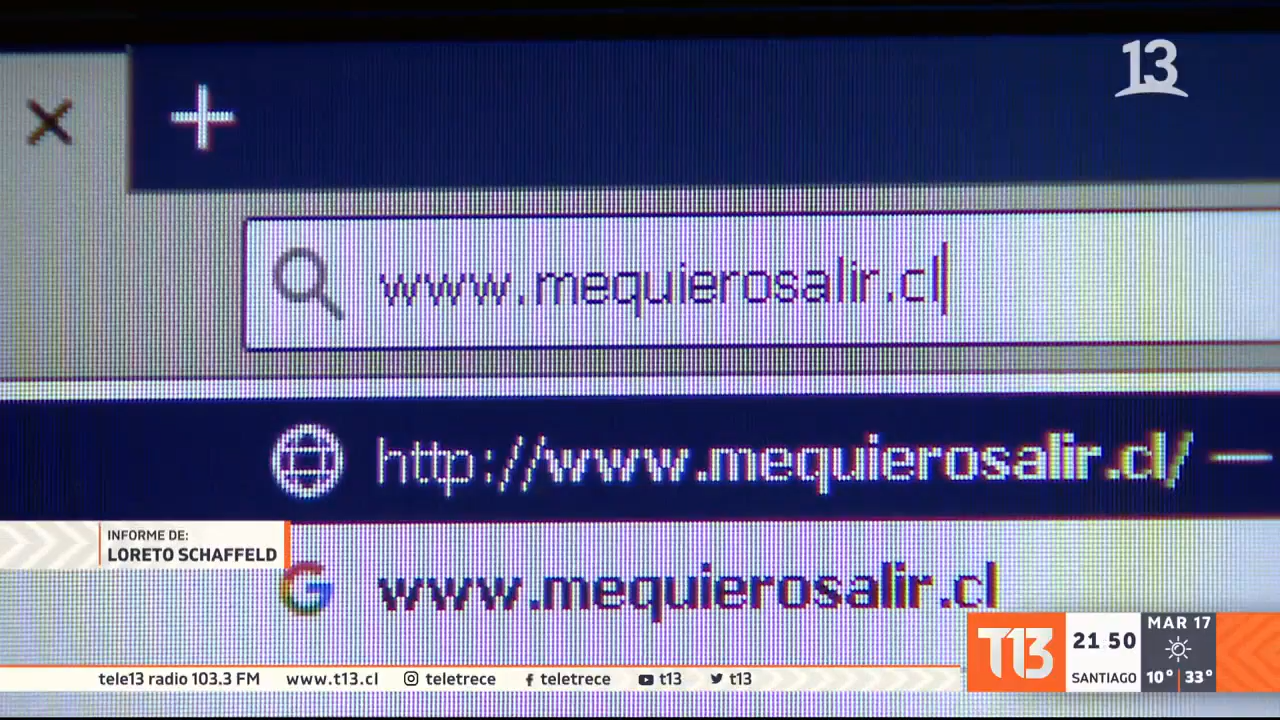 13
www.mequierosalir.cl
http://www.mequierosalir.cl/ —
INFORME DE:
LORETO SCHAFFELD
G www.mequierosalir.cl
T13
21 50
SANTIAGO
MAR 17
10° 33°
tele13 radio 103.3 FM www.t13.cl teletrece teletrece t13 t13